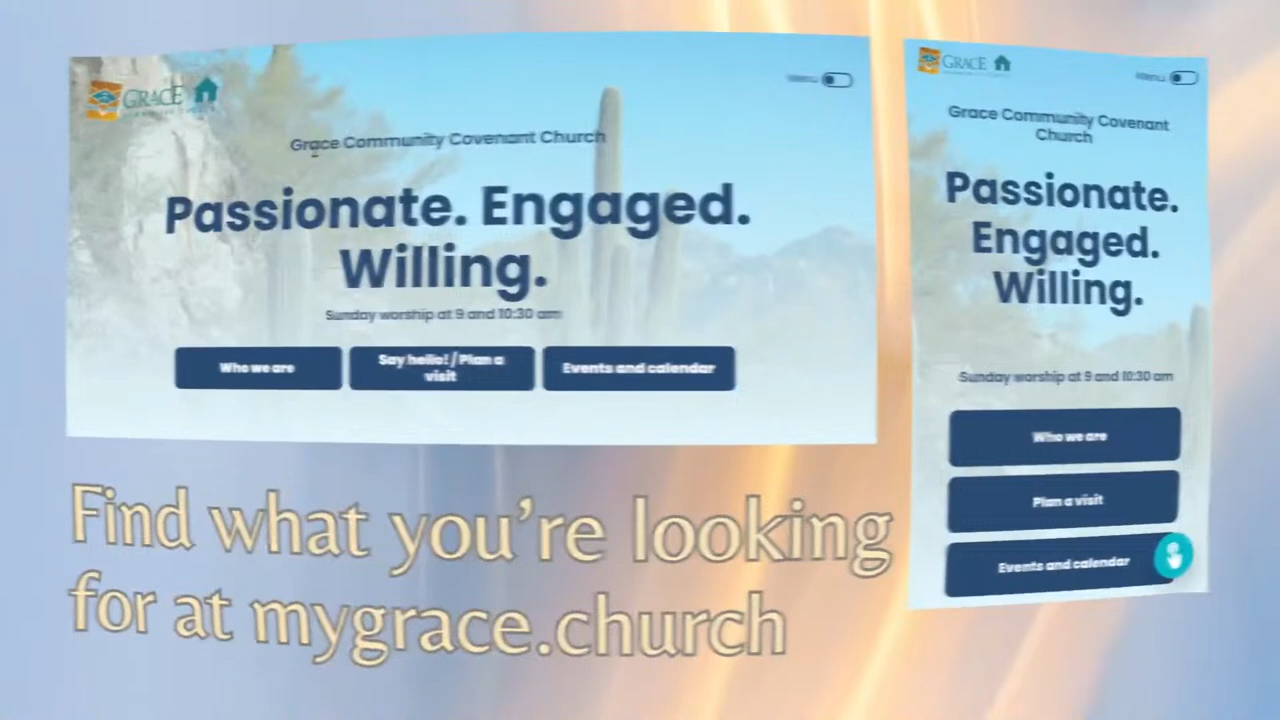 GRACE
Menu
Grace Community Covenant Church
Passionate. Engaged.
Willing.
Sunday worship at 9 and 10:30 am
Who we are
Say hello! / Plan a
visit
Events and calendar
GRACE
Menu
Grace Community Covenant
Church
Passionate.
Engaged.
Willing.
Sunday worship at 9 and 10:30 am
Who we are
Plan a visit
Events and calendar
Find what you're looking
for at mygrace.church